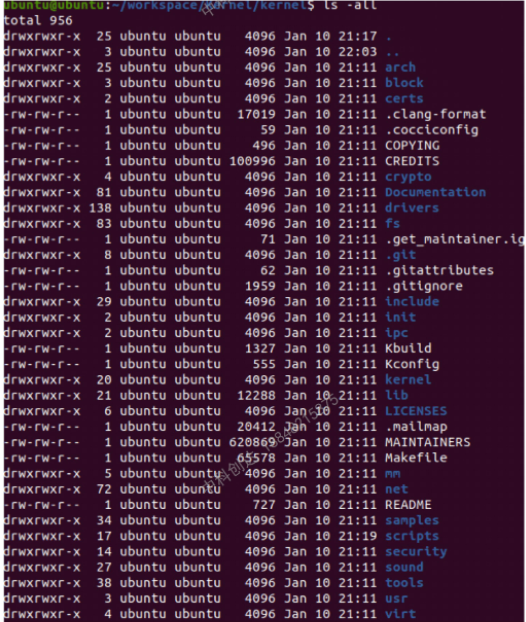 ubuntu@ubuntu:~/workspace/kernel/kernel$ ls -all
total 956
drwxrwxr-x 25 ubuntu ubuntu 4096 Jan 10 21:17 .
drwxrwxr-x 3 ubuntu ubuntu 4096 Jan 10 22:03 ..
drwxrwxr-x 25 ubuntu ubuntu 4096 Jan 10 21:11 arch
drwxrwxr-x 3 ubuntu ubuntu 4096 Jan 10 21:11 block
drwxrwxr-x 2 ubuntu ubuntu 4096 Jan 10 21:11 certs
-rw-rw-r-- 1 ubuntu ubuntu 17019 Jan 10 21:11 .clang-format
-rw-rw-r-- 1 ubuntu ubuntu 59 Jan 10 21:11 .cocciconfig
-rw-rw-r-- 1 ubuntu ubuntu 496 Jan 10 21:11 COPYING
-rw-rw-r-- 1 ubuntu ubuntu 100996 Jan 10 21:11 CREDITS
drwxrwxr-x 4 ubuntu ubuntu 4096 Jan 10 21:11 crypto
drwxrwxr-x 81 ubuntu ubuntu 4096 Jan 10 21:11 Documentation
drwxrwxr-x 138 ubuntu ubuntu 4096 Jan 10 21:11 drivers
drwxrwxr-x 83 ubuntu ubuntu 4096 Jan 10 21:11 fs
-rw-rw-r-- 1 ubuntu ubuntu 71 Jan 10 21:11 .get_maintainer.ig
drwxrwxr-x 8 ubuntu ubuntu 4096 Jan 10 21:11 .git
-rw-rw-r-- 1 ubuntu ubuntu 62 Jan 10 21:11 .gitattributes
-rw-rw-r-- 1 ubuntu ubuntu 1959 Jan 10 21:11 .gitignore
drwxrwxr-x 29 ubuntu ubuntu 4096 Jan 10 21:11 include
drwxrwxr-x 2 ubuntu ubuntu 4096 Jan 10 21:11 init
drwxrwxr-x 2 ubuntu ubuntu 4096 Jan 10 21:11 ipc
-rw-rw-r-- 1 ubuntu ubuntu 1327 Jan 10 21:11 Kbuild
-rw-rw-r-- 1 ubuntu ubuntu 555 Jan 10 21:11 Kconfig
drwxrwxr-x 20 ubuntu ubuntu 4096 Jan 10 21:11 kernel
drwxrwxr-x 21 ubuntu ubuntu 12288 Jan 10 21:11 lib
drwxrwxr-x 6 ubuntu ubuntu 4096 Jan 10 21:11 LICENSES
-rw-rw-r-- 1 ubuntu ubuntu 20412 Jan 10 21:11 .mailmap
-rw-rw-r-- 1 ubuntu ubuntu 620869 Jan 10 21:11 MAINTAINERS
-rw-rw-r-- 1 ubuntu ubuntu 65578 Jan 10 21:11 Makefile
drwxrwxr-x 5 ubuntu ubuntu 4096 Jan 10 21:11 mm
drwxrwxr-x 72 ubuntu ubuntu 4096 Jan 10 21:11 net
-rw-rw-r-- 1 ubuntu ubuntu 727 Jan 10 21:11 README
drwxrwxr-x 34 ubuntu ubuntu 4096 Jan 10 21:11 samples
drwxrwxr-x 17 ubuntu ubuntu 4096 Jan 10 21:19 scripts
drwxrwxr-x 14 ubuntu ubuntu 4096 Jan 10 21:11 security
drwxrwxr-x 27 ubuntu ubuntu 4096 Jan 10 21:11 sound
drwxrwxr-x 38 ubuntu ubuntu 4096 Jan 10 21:11 tools
drwxrwxr-x 3 ubuntu ubuntu 4096 Jan 10 21:11 usr
drwxrwxr-x 4 ubuntu ubuntu 4096 Jan 10 21:11 virt